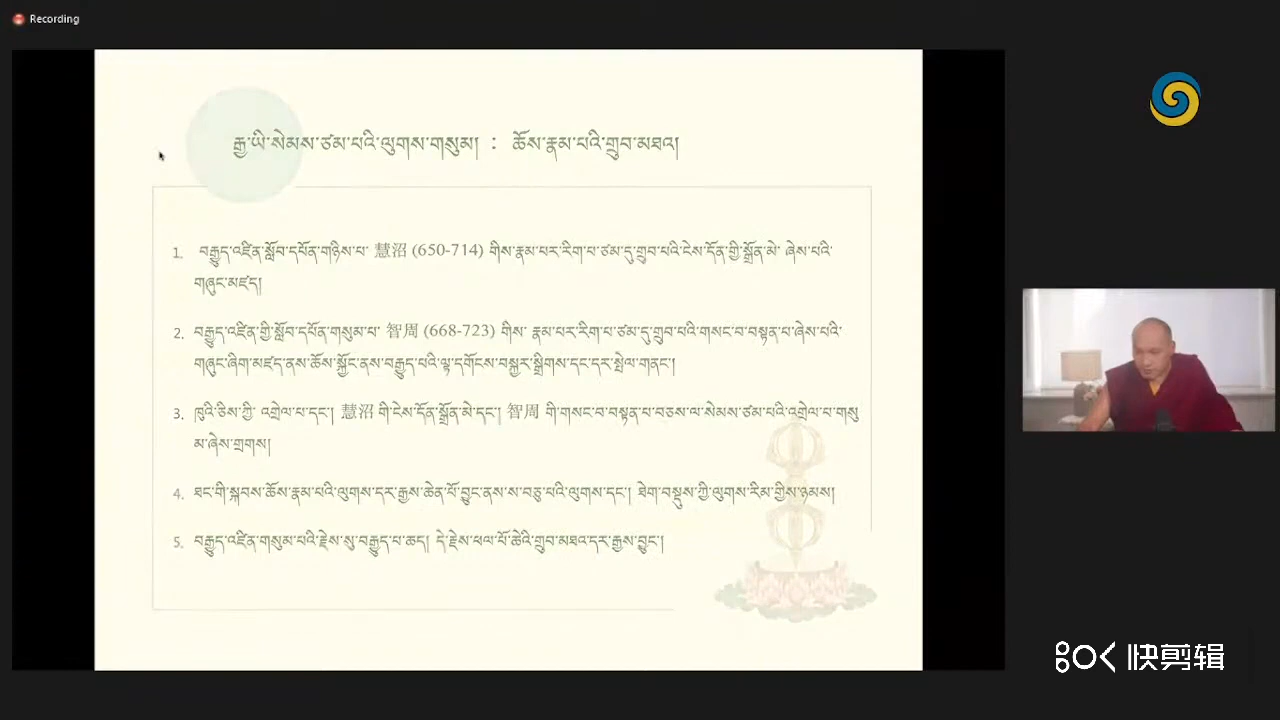 Recording
རྒྱ་ཡི་སེམས་ཙམ་པའི་ལུགས་གསུམ། : ཆོས་རྣམ་པའི་གྲུབ་མཐའ།
1. བརྒྱུད་འཛིན་སློབ་དཔོན་གཉིས་པ་ 慧沼 (650-714) གིས་རྣམ་པར་རིག་པ་ཙམ་དུ་གྲུབ་པའི་ངེས་དོན་གྱི་སྒྲོན་མེ་ ཞེས་པའི་
གཞུང་མཛད།
2. བརྒྱུད་འཛིན་གྱི་སློབ་དཔོན་གསུམ་པ་ 智周 (668-723) གིས་ རྣམ་པར་རིག་པ་ཙམ་དུ་གྲུབ་པའི་གསང་བ་བསྟན་པ་ཞེས་པའི་
གཞུང་ཞིག་མཛད་ནས་ཆོས་སྐྱོང་ནས་བརྒྱུད་པའི་ལྟ་དགོངས་བསྐྱར་སྒྲིགས་དང་དར་སྤེལ་གནང་།
3. ཁུའི་ཅིས་ཀྱི་ འགྲེལ་པ་དང་། 慧沼 གི་ངེས་དོན་སྒྲོན་མེ་དང་། 智周 གི་གསང་བ་བསྟན་པ་བཅས་ལ་སེམས་ཙམ་པའི་འགྲེལ་པ་གསུ
མ་ཞེས་གྲགས།
4. ཐང་གི་སྐབས་ཆོས་རྣམ་པའི་ལུགས་དར་རྒྱས་ཆེན་པོ་བྱུང་ནས་ས་བཅུ་པའི་ལུགས་དང་། ཐེག་བསྡུས་ཀྱི་ལུགས་རིམ་གྱིས་ཉམས།
5. བརྒྱུད་འཛིན་གསུམ་པའི་རྗེས་སུ་བརྒྱུད་པ་ཆད། དེ་རྗེས་ཕལ་པོ་ཆེའི་གྲུབ་མཐའ་དར་རྒྱས་བྱུང་།
快剪辑